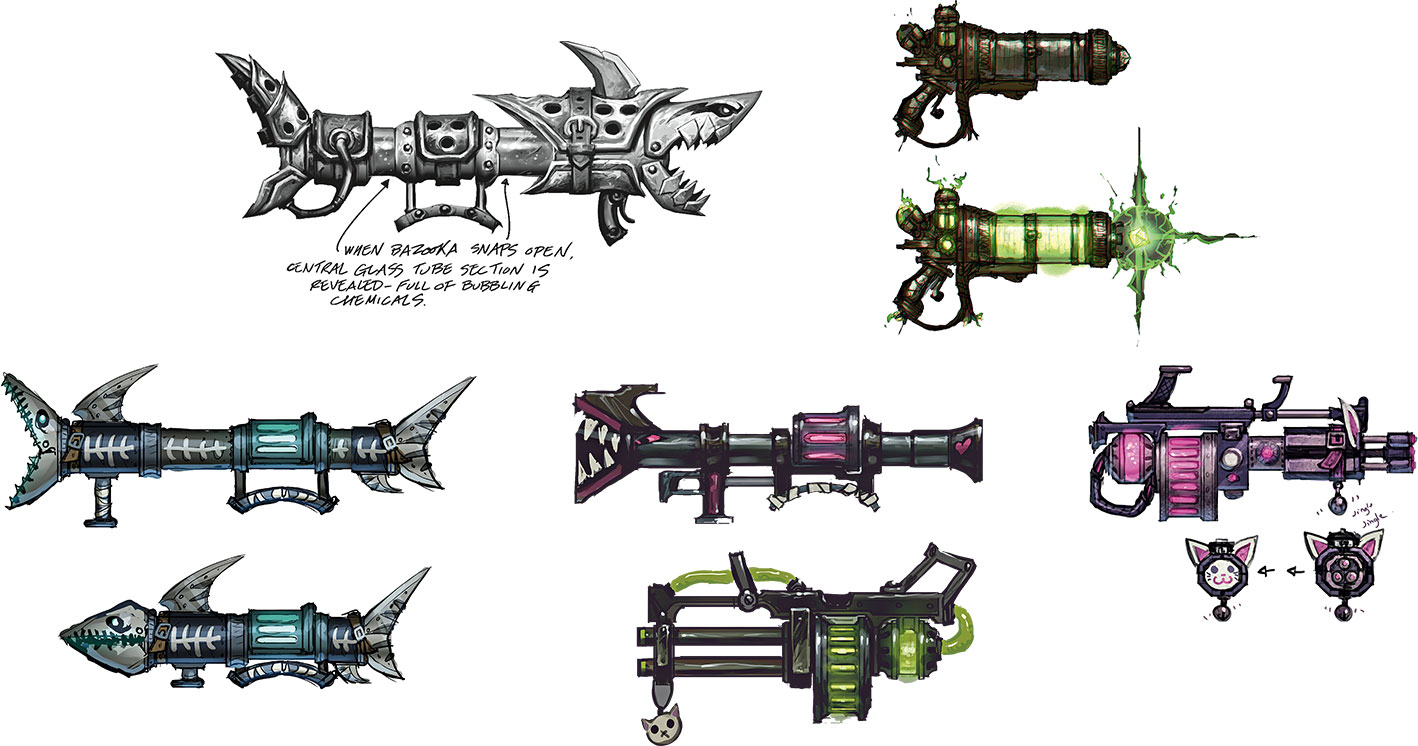 WHEN BAZOOKA SNAPS OPEN,
CENTRAL GLASS TUBE SECTION IS
REVEALED - FULL OF BUBBLING
CHEMICALS.
Jingle
Jingle